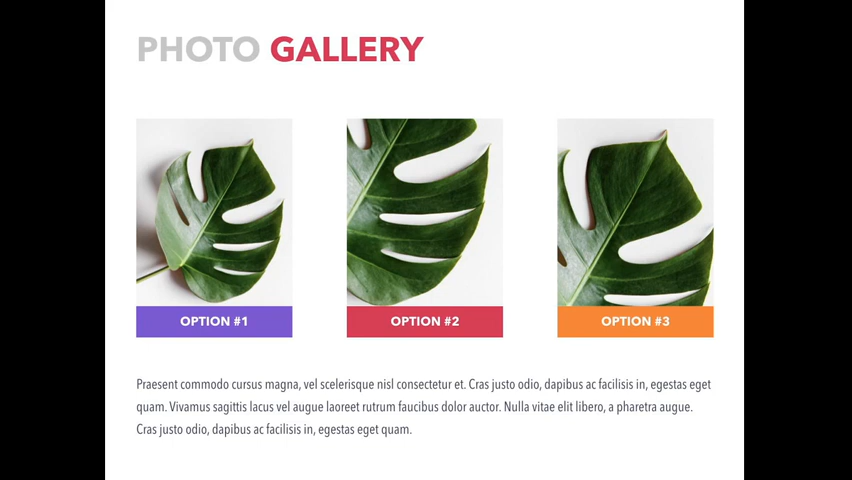 PHOTO GALLERY
OPTION #1
OPTION #2
OPTION #3
Praesent commodo cursus magna, vel scelerisque nisl consectetur et. Cras justo odio, dapibus ac facilisis in, egestas eget
quam. Vivamus sagittis lacus vel augue laoreet rutrum faucibus dolor auctor. Nulla vitae elit libero, a pharetra augue.
Cras justo odio, dapibus ac facilisis in, egestas eget quam.